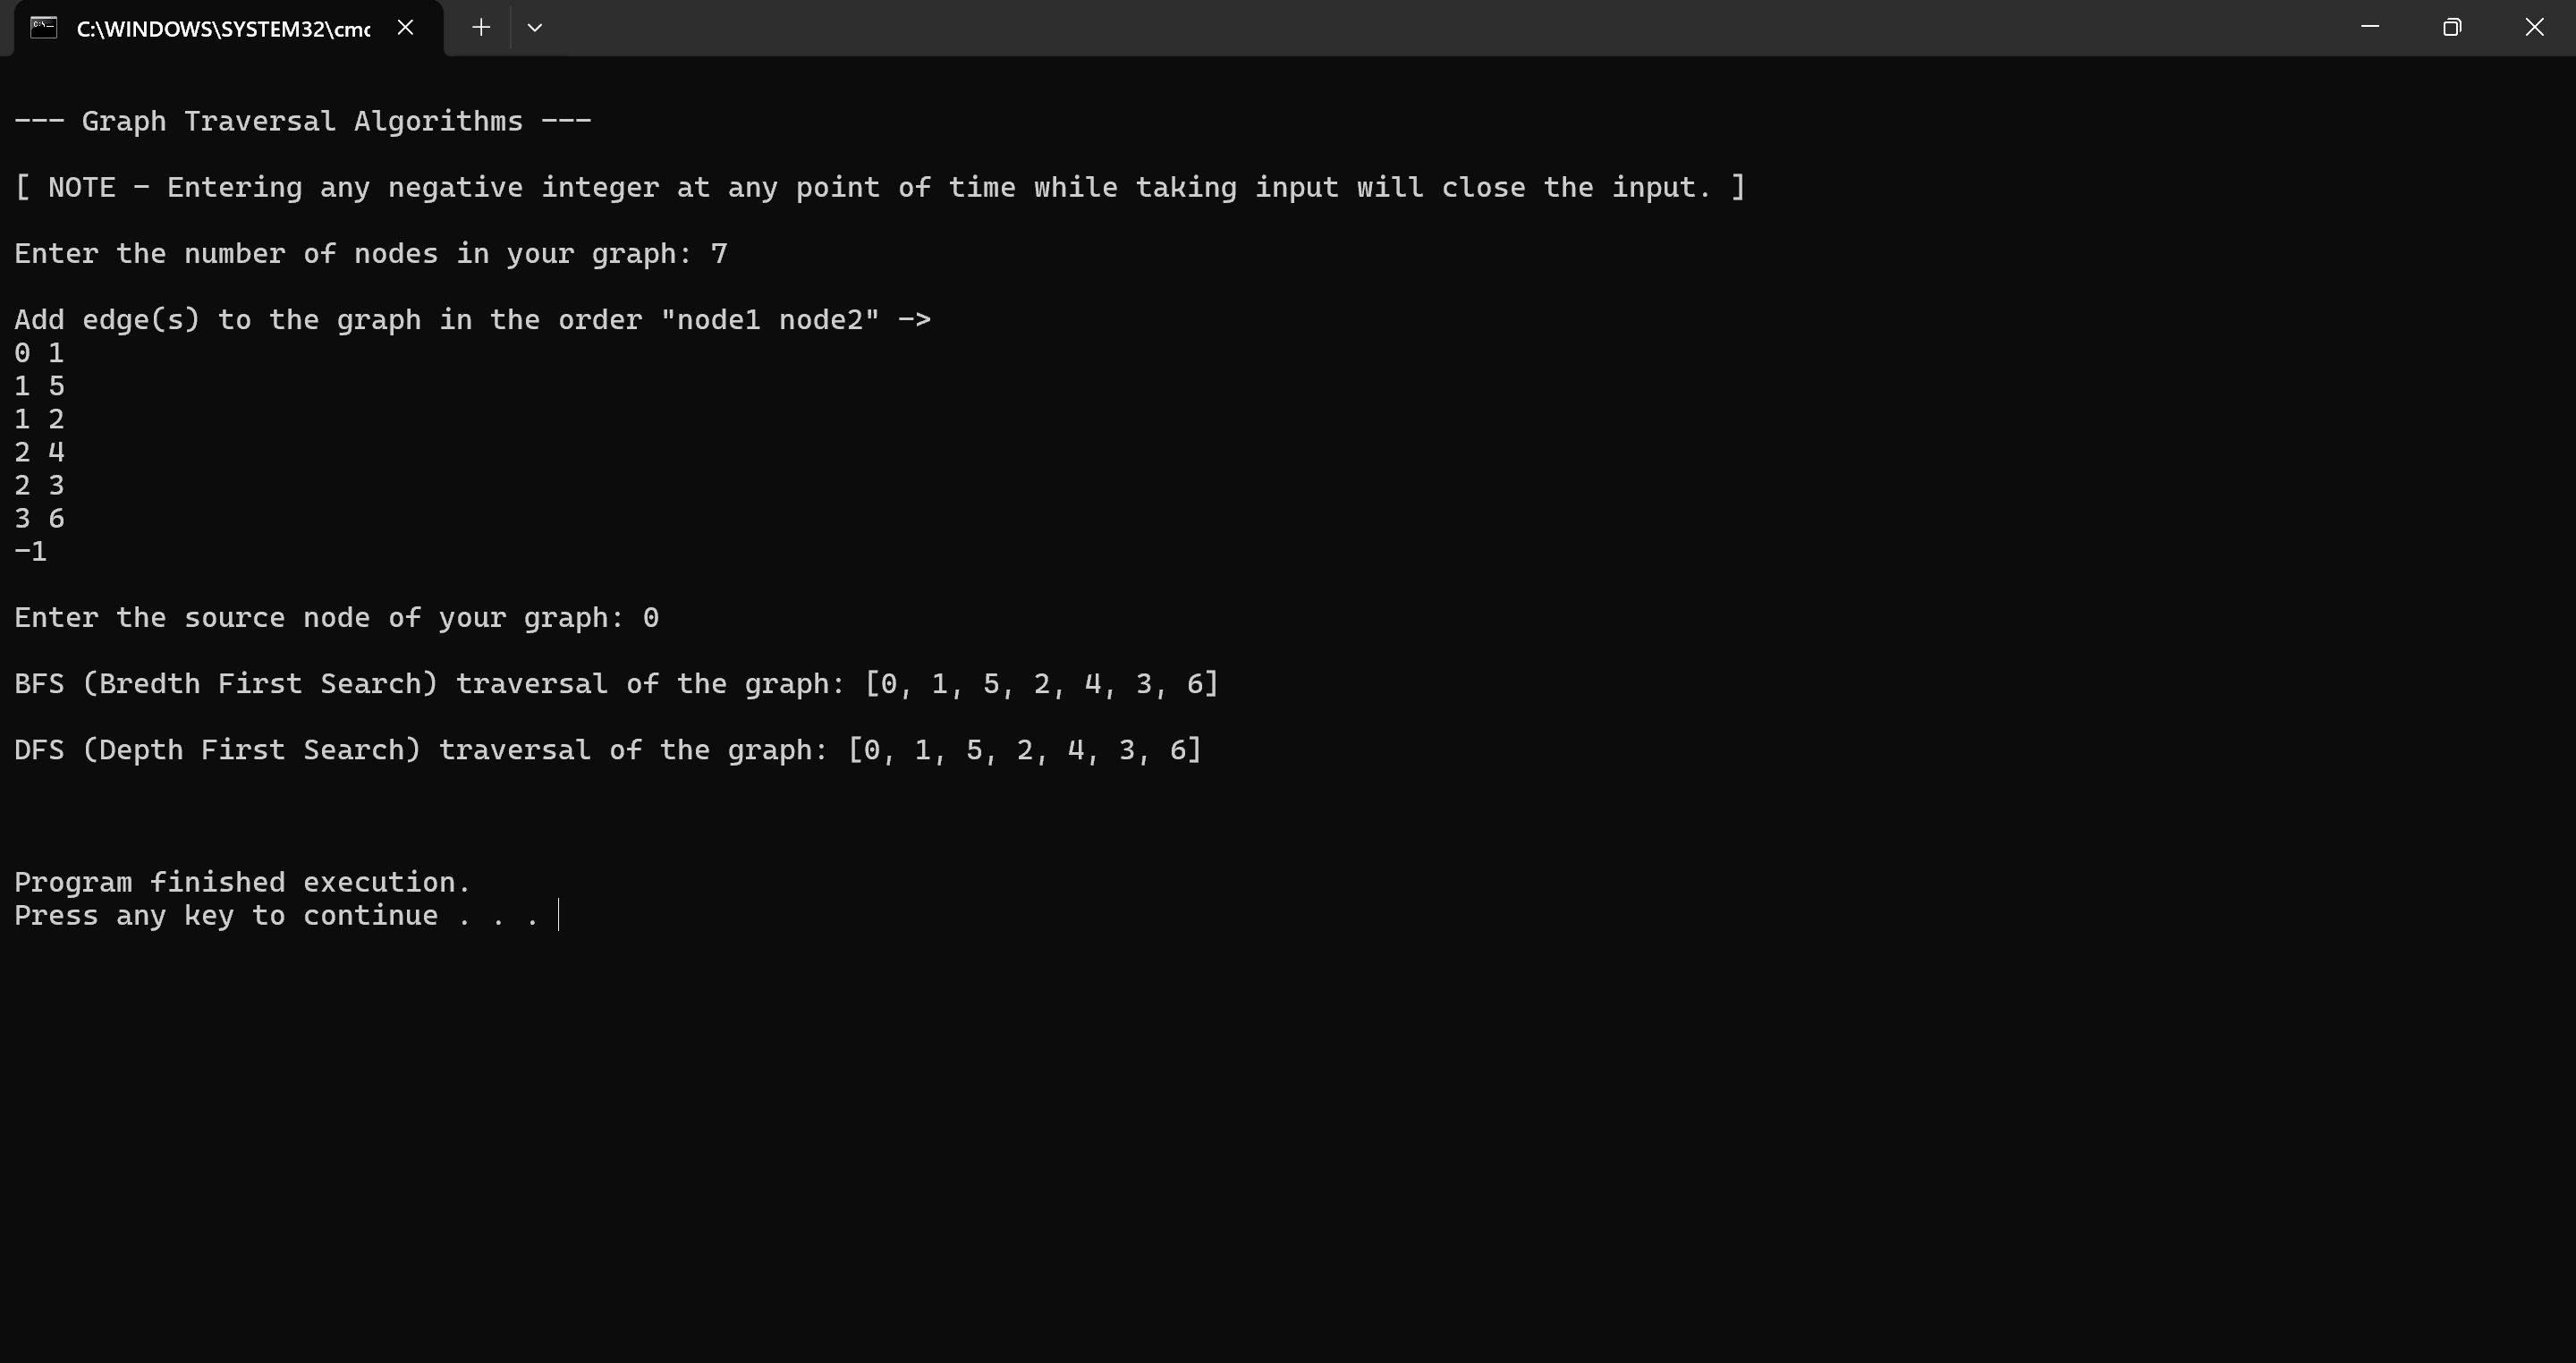 C:\WINDOWS\SYSTEM32\cmd
--- Graph Traversal Algorithms ---
[ NOTE - Entering any negative integer at any point of time while taking input will close the input. ]
Enter the number of nodes in your graph: 7
Add edge(s) to the graph in the order "node1 node2" ->
0 1
1 5
1 2
2 4
2 3
3 6
-1
Enter the source node of your graph: 0
BFS (Bredth First Search) traversal of the graph: [0, 1, 5, 2, 4, 3, 6]
DFS (Depth First Search) traversal of the graph: [0, 1, 5, 2, 4, 3, 6]
Program finished execution.
Press any key to continue . . .